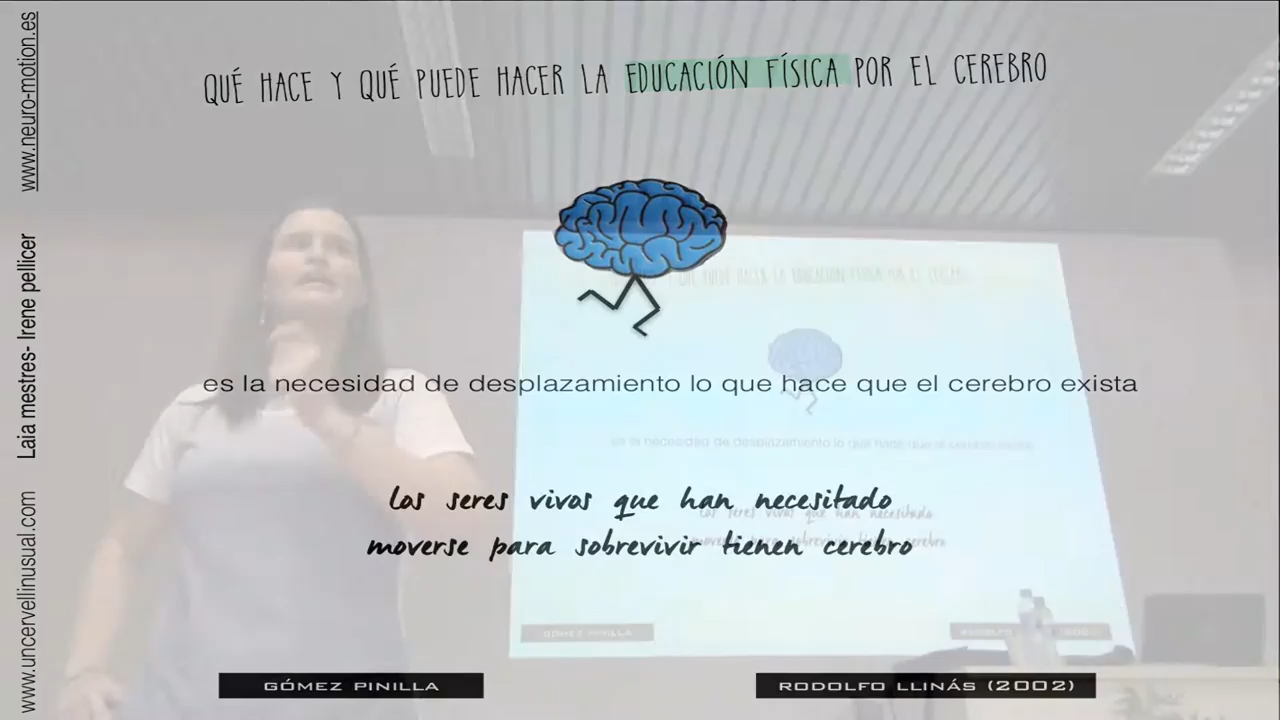 www.neuro-motion.es
Laia mestres- Irene pellicer
www.uncervellinusual.com
QUÉ HACE Y QUÉ PUEDE HACER LA EDUCACIÓN FÍSICA POR EL CEREBRO
es la necesidad de desplazamiento lo que hace que el cerebro exista
los seres vivos que han necesitado
moverse para sobrevivir tienen cerebro
GÓMEZ PINILLA
RODOLFO LLINÁS (2002)